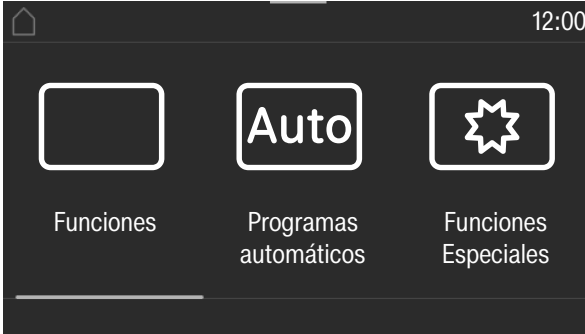 12:00
Auto
Funciones
Programas
automáticos
Funciones
Especiales